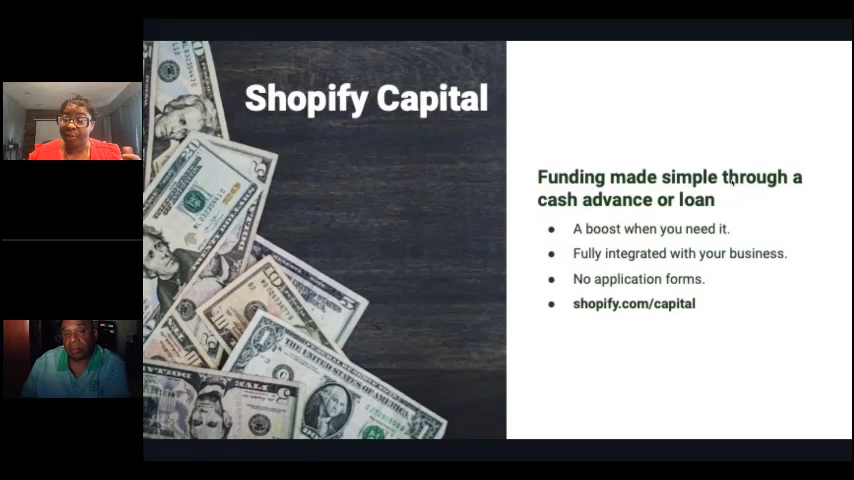 Shopify Capital
Funding made simple through a
cash advance or loan
● A boost when you need it.
● Fully integrated with your business.
● No application forms.
● shopify.com/capital